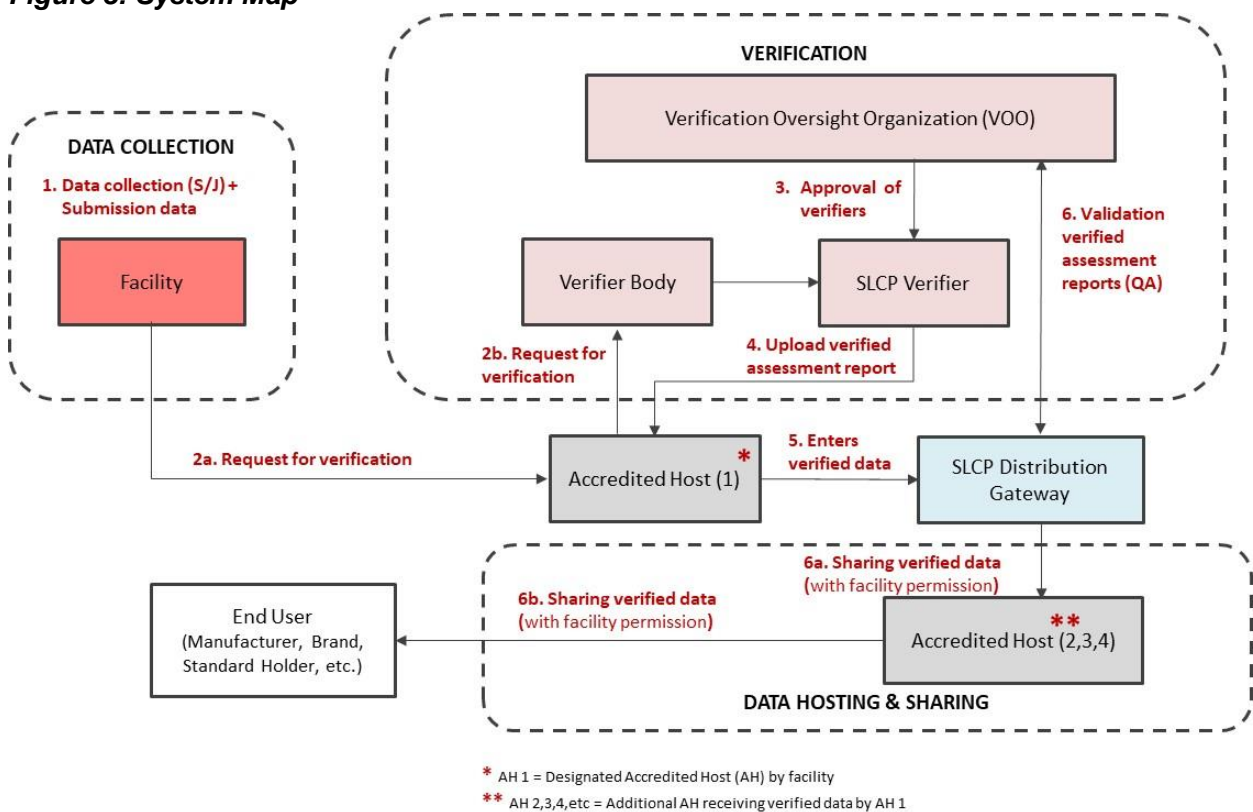 Figure 3. System Map
VERIFICATION
Verification Oversight Organization (VOO)
DATA COLLECTION
1. Data collection (S/J) +
Submission data
Facility
3. Approval of
verifiers
6. Validation
verified
assessment
reports (QA)
Verifier Body
SLCP Verifier
2b. Request for
verification
4. Upload verified
assessment report
2a. Request for verification
Accredited Host (1) *
5. Enters
verified data
SLCP Distribution
Gateway
6a. Sharing verified data
(with facility permission)
6b. Sharing verified data
(with facility permission)
End User
(Manufacturer, Brand,
Standard Holder, etc.)
**
Accredited Host (2,3,4)
DATA HOSTING & SHARING
* AH 1 = Designated Accredited Host (AH) by facility
** AH 2,3,4,etc = Additional AH receiving verified data by AH 1